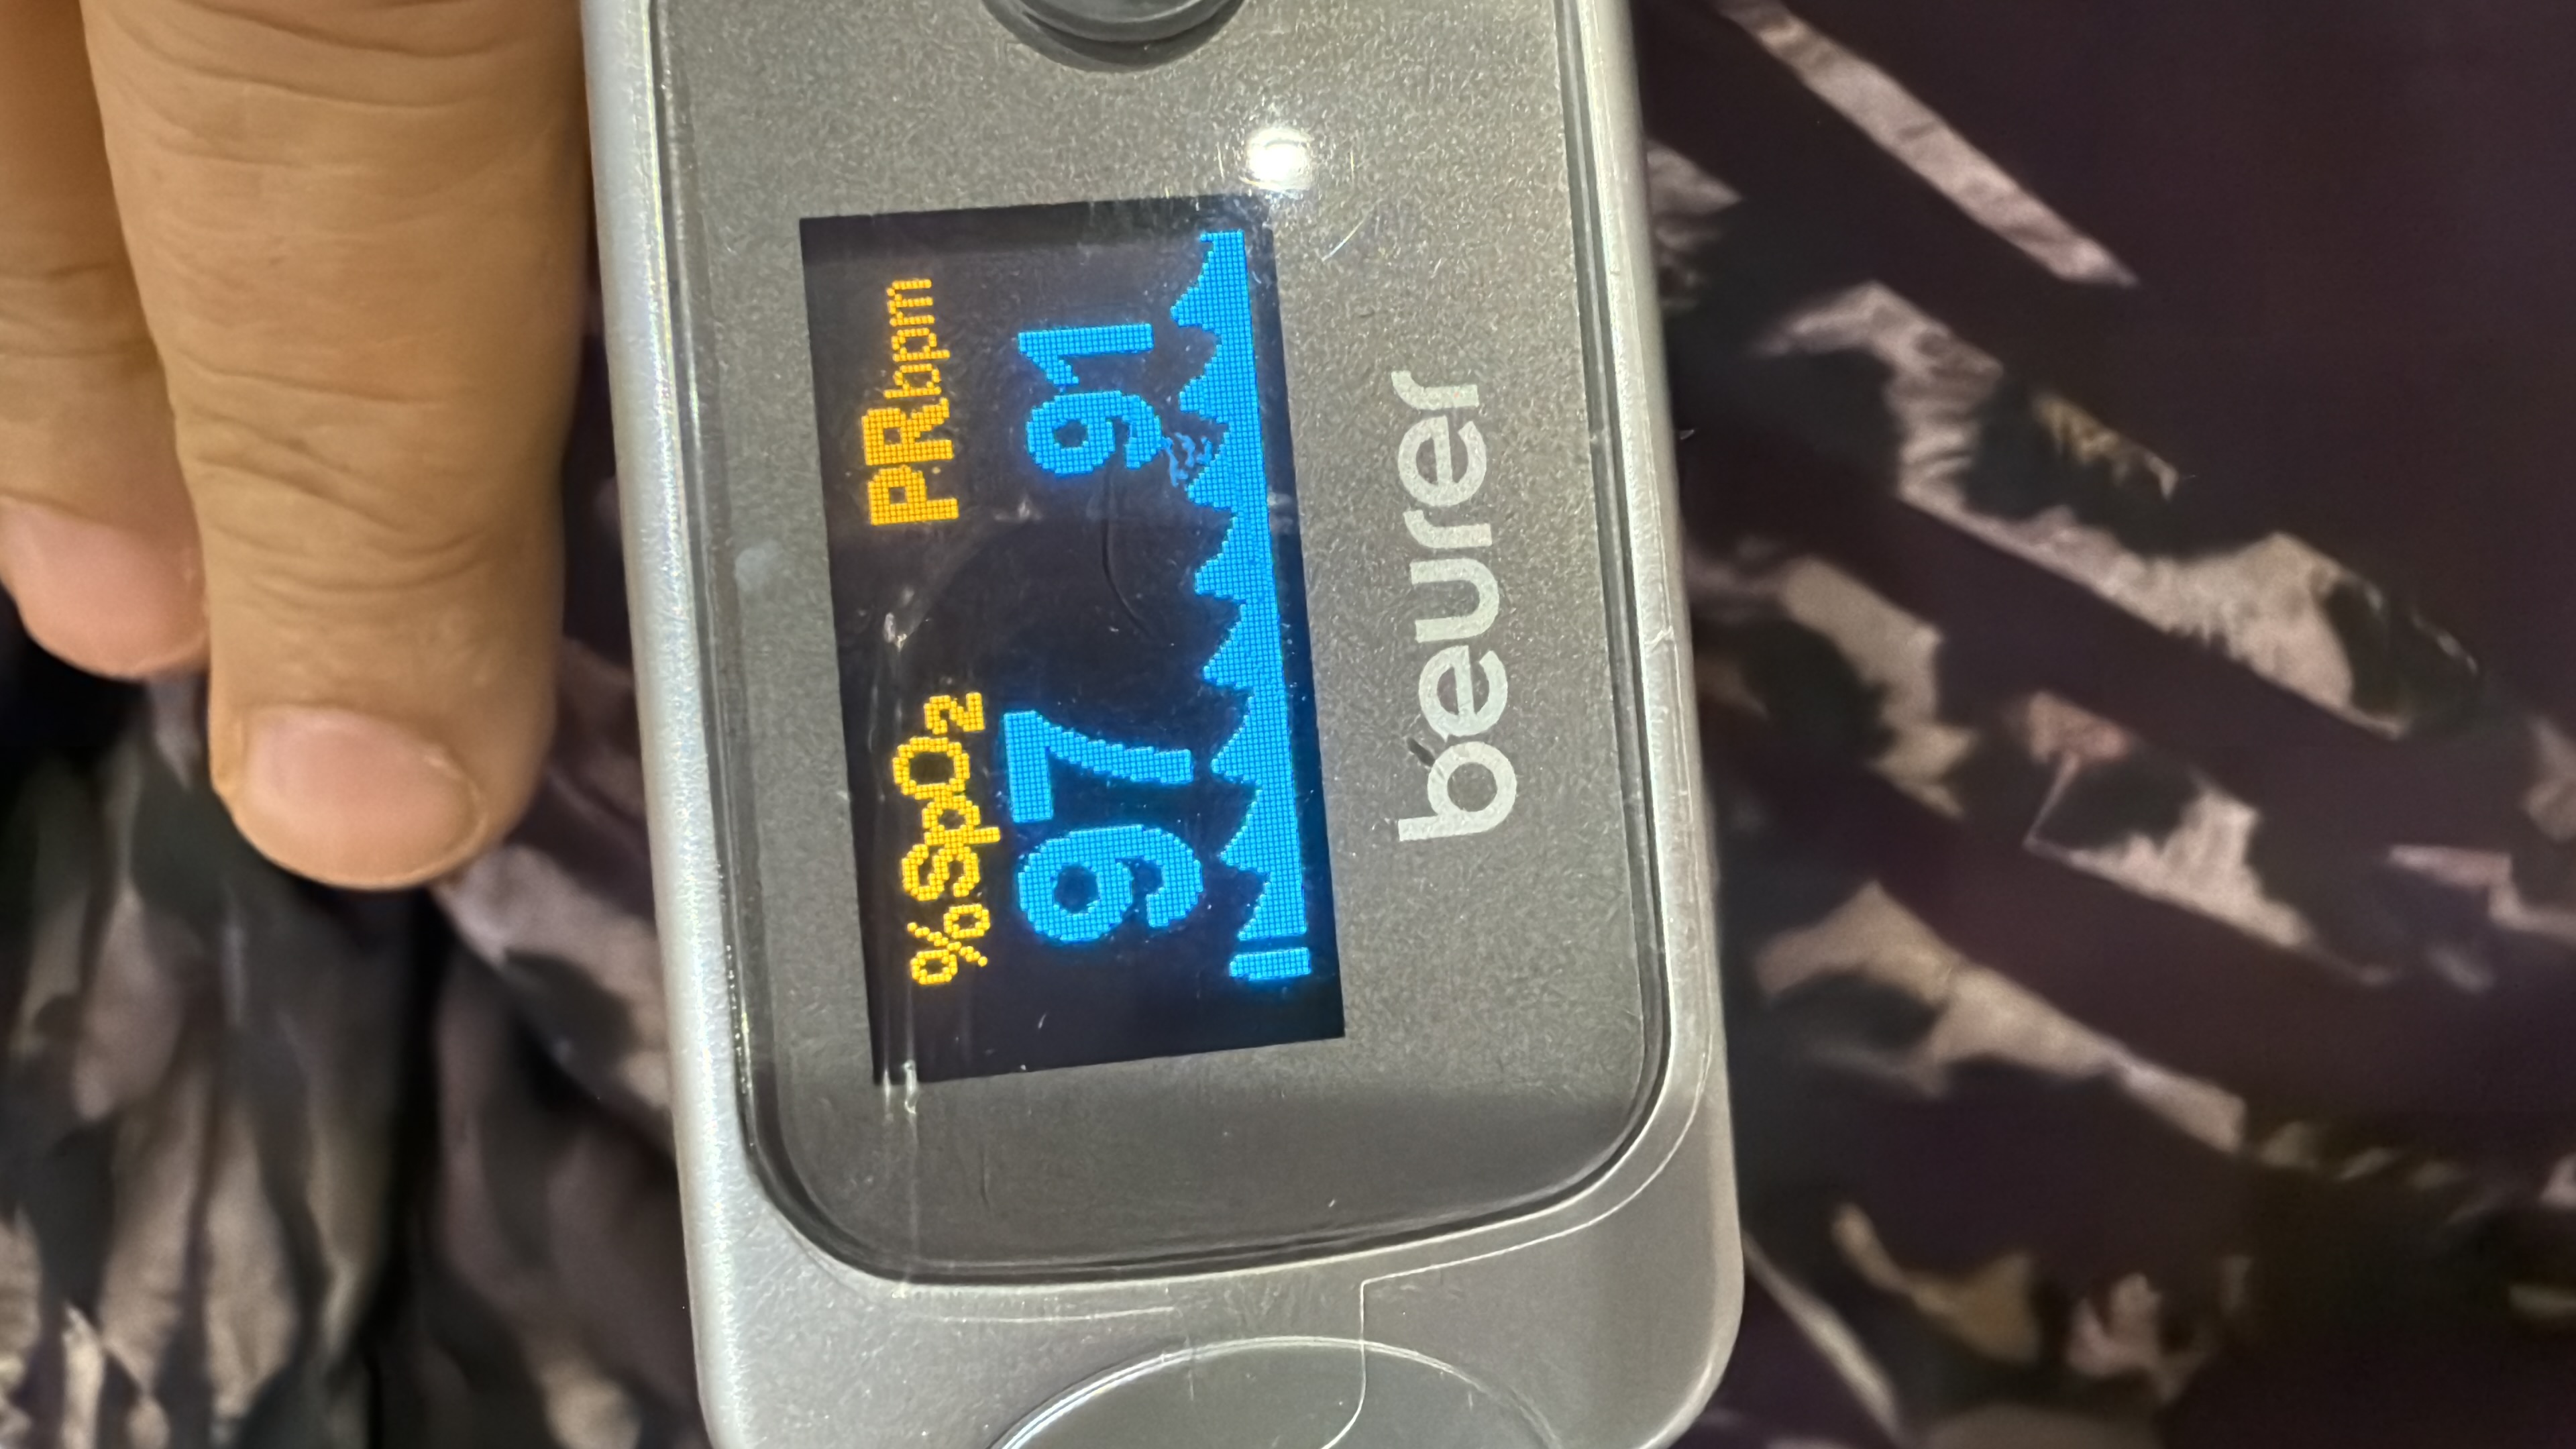 %SpO₂ PRbpm
97 91
beurer